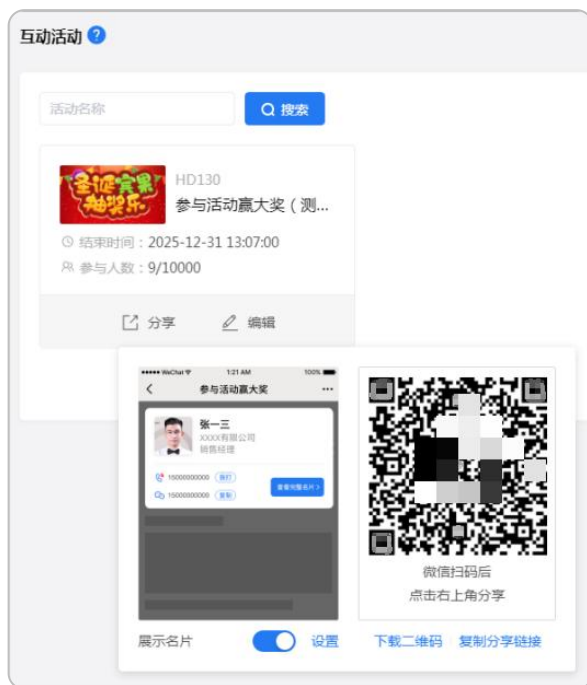 互动活动 ?
活动名称
搜索
圣诞宾果
抽奖乐
HD130
参与活动赢大奖（测...
结束时间：2025-12-31 13:07:00
参与人数：9/10000
分享
编辑
WeChat
1:21 AM
100%
参与活动赢大奖
张一三
XXXX有限公司
销售经理
15000000000 拨打
15000000000 复制
查看完整名片 >
微信扫码后
点击右上角分享
展示名片
设置
下载二维码
复制分享链接